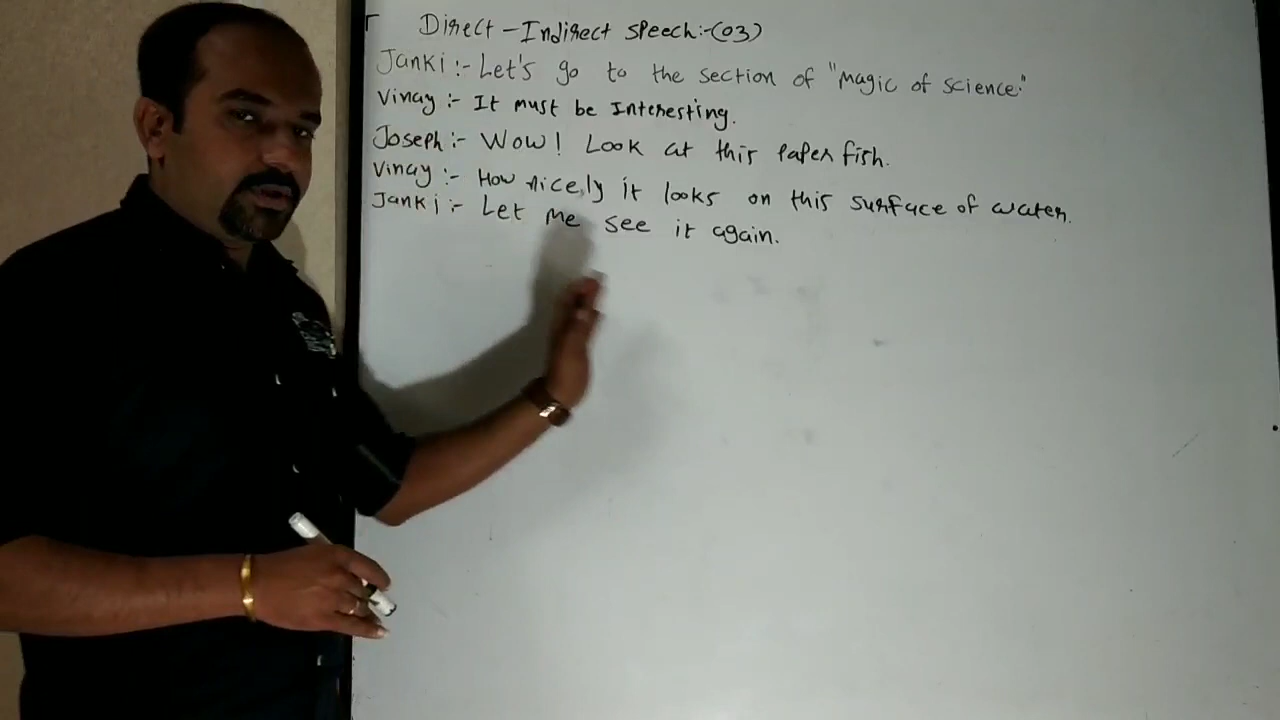 Direct - Indirect speech:-(03)
Janki :- Let's go to the section of "magic of science."
Vinay :- It must be Interesting.
Joseph :- Wow! Look at this paper fish.
Vinay :- How nicely it looks on this surface of water.
Janki :- Let me see it again.